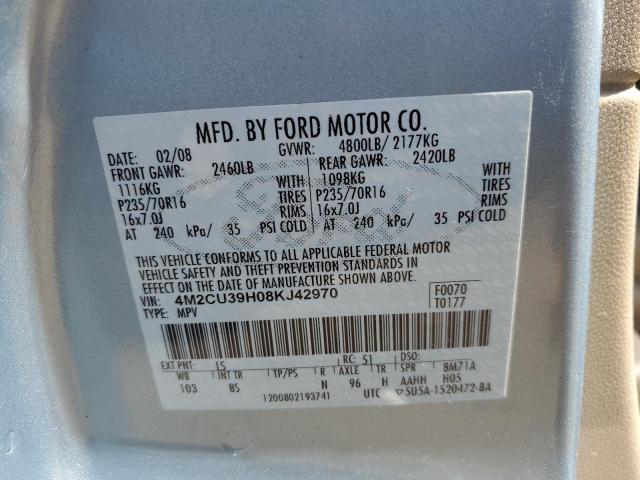 MFD. BY FORD MOTOR CO.
DATE: 02/08 GVWR: 4800LB/ 2177KG
FRONT GAWR: 2460LB REAR GAWR: 2420LB
1116KG WITH 1098KG WITH
P235/70R16 TIRES P235/70R16 TIRES
16x7.0J RIMS 16x7.0J RIMS
AT 240 kPa/ 35 PSI COLD AT 240 kPa/ 35 PSI COLD
Ford
THIS VEHICLE CONFORMS TO ALL APPLICABLE FEDERAL MOTOR
VEHICLE SAFETY AND THEFT PREVENTION STANDARDS IN
EFFECT ON THE DATE OF MANUFACTURE SHOWN ABOVE.
VIN: 4M2CU39H08KJ42970 F0070
TYPE: MPV T0177
EXT PNT: LS RC: 51 DSO:
WB INT TR TP/PS R AXLE TR SPR 8M71A
103 85 N 96 H AAHH H05
1200802193741 UTC ▽5U5A-1520472-BA